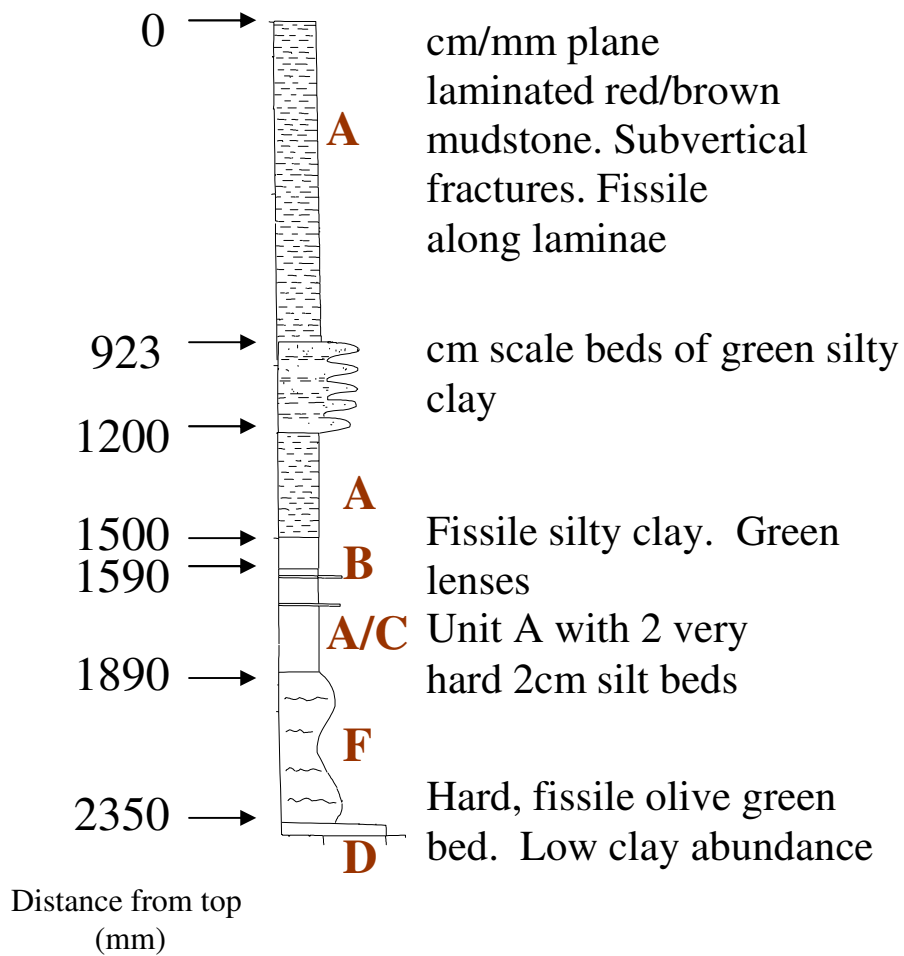 0
cm/mm plane
laminated red/brown
mudstone. Subvertical
fractures. Fissile
along laminae
A
923
cm scale beds of green silty
clay
1200
A
1500
Fissile silty clay.  Green
lenses
1590
B
A/C
Unit A with 2 very
hard 2cm silt beds
1890
F
2350
Hard, fissile olive green
bed.  Low clay abundance
D
Distance from top
(mm)